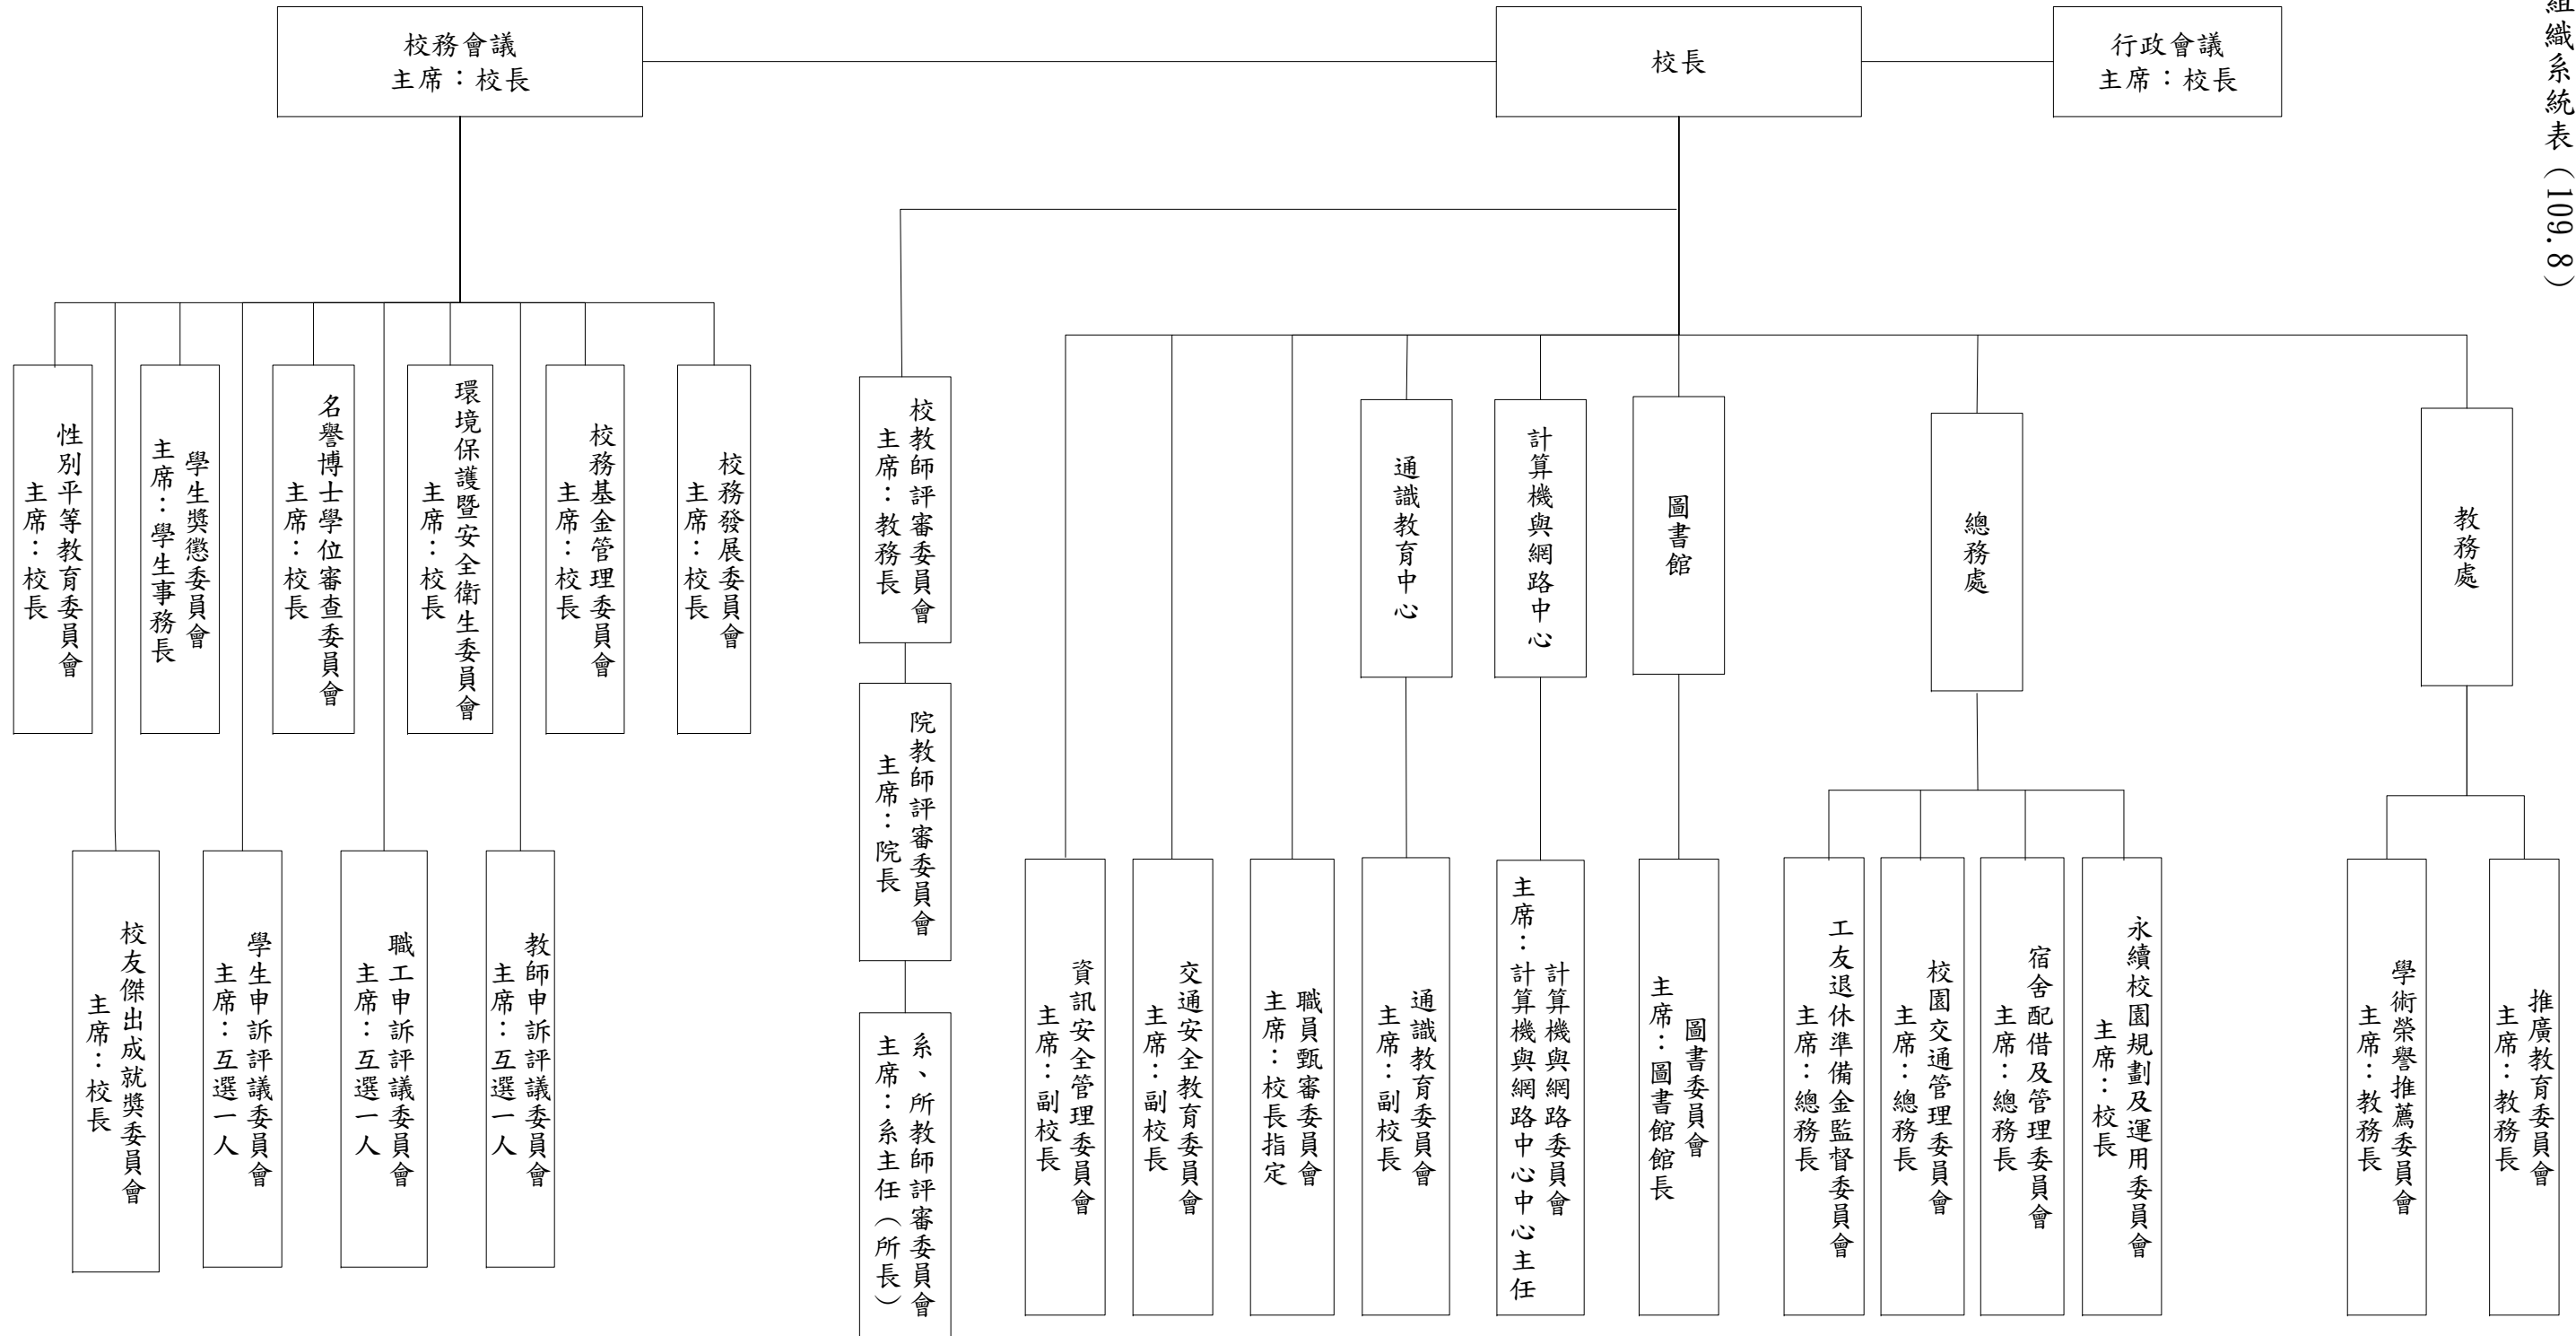 組織系統表（109.8）
校務會議
主席：校長
校長
行政會議
主席：校長
性別平等教育委員會
主席：校長
學生獎懲委員會
主席：學生事務長
名譽博士學位審查委員會
主席：校長
環境保護暨安全衛生委員會
主席：校長
校務基金管理委員會
主席：校長
校務發展委員會
主席：校長
校友傑出成就獎委員會
主席：校長
學生申訴評議委員會
主席：互選一人
職工申訴評議委員會
主席：互選一人
教師申訴評議委員會
主席：互選一人
校教師評審委員會
主席：教務長
院教師評審委員會
主席：院長
系、所教師評審委員會
主席：系主任（所長）
通識教育中心
計算機與網路中心
圖書館
總務處
教務處
資訊安全管理委員會
主席：副校長
交通安全教育委員會
主席：副校長
職員甄審委員會
主席：校長指定
通識教育委員會
主席：副校長
計算機與網路委員會
主席：計算機與網路中心中心主任
圖書委員會
主席：圖書館館長
工友退休準備金監督委員會
主席：總務長
校園交通管理委員會
主席：總務長
宿舍配借及管理委員會
主席：總務長
永續校園規劃及運用委員會
主席：校長
學術榮譽推薦委員會
主席：教務長
推廣教育委員會
主席：教務長